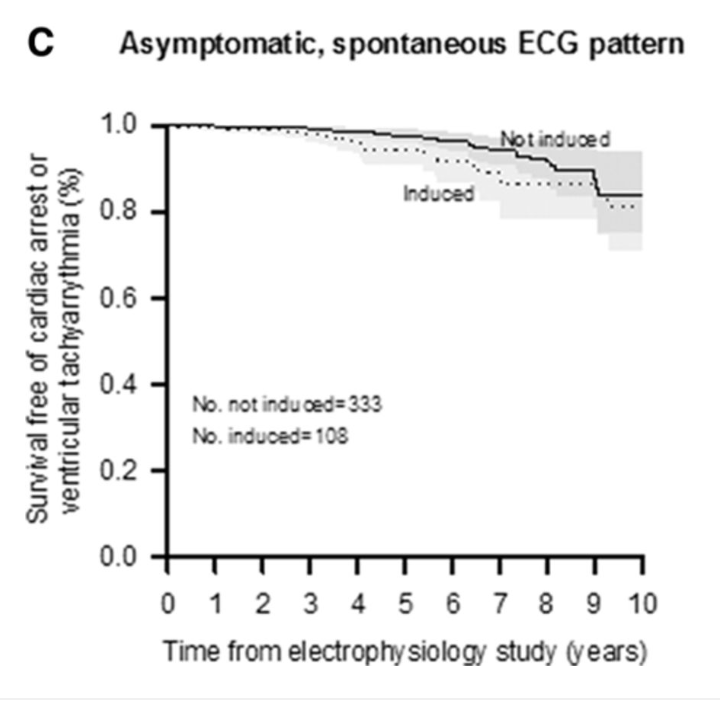 C Asymptomatic, spontaneous ECG pattern
Survival free of cardiac arrest or
ventricular tachyarrythmia (%)
1.0
0.8
0.6
0.4
0.2
0.0
Not induced
Induced
No. not induced=333
No. induced=108
0 1 2 3 4 5 6 7 8 9 10
Time from electrophysiology study (years)